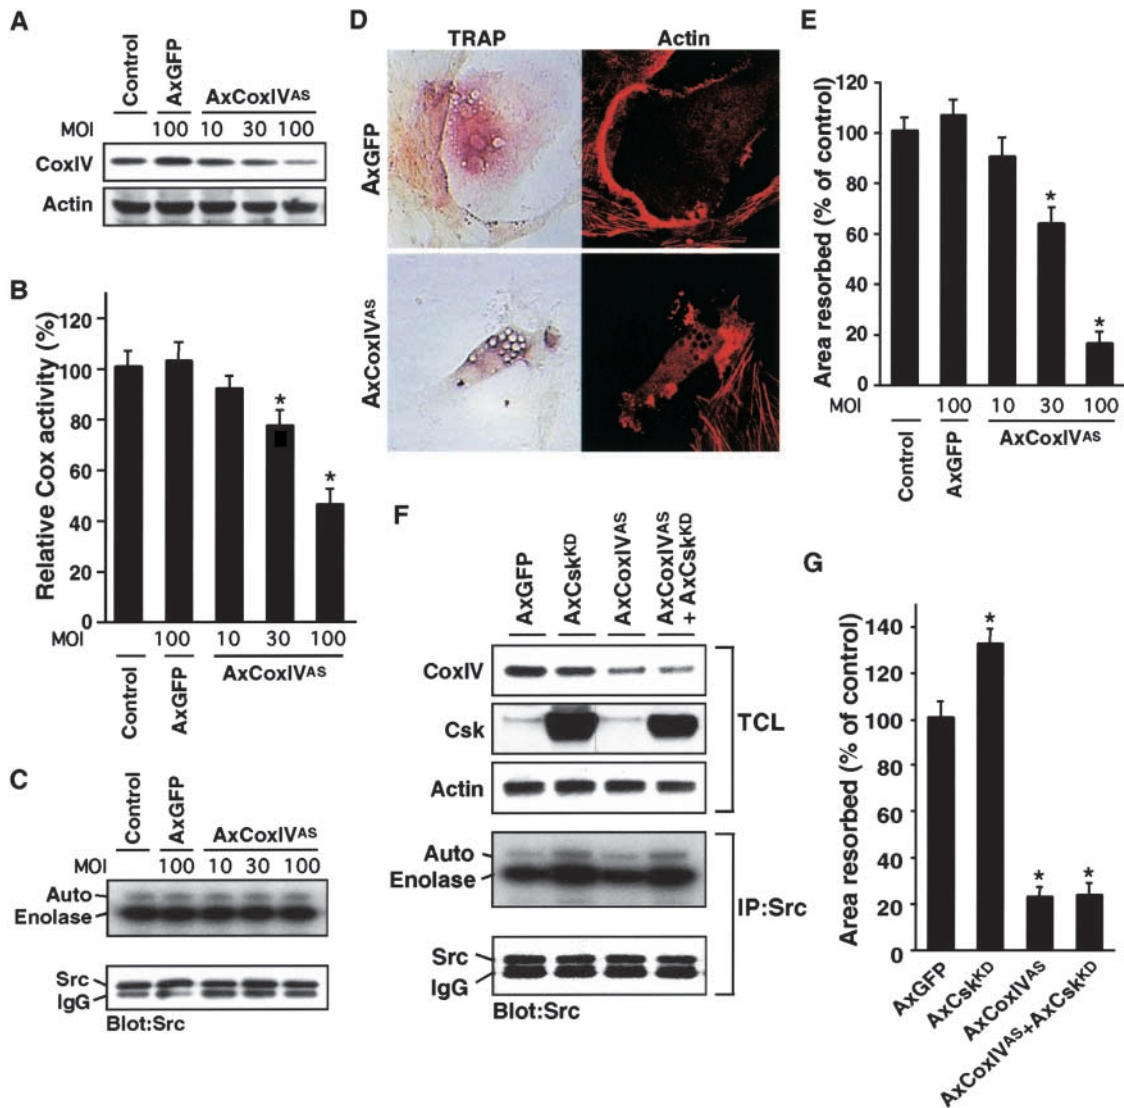 A
Control
AxGFP
AxCoxIVAS
MOI 100 10 30 100
CoxIV
Actin
B
Relative Cox activity (%)
120
100
80
60
40
20
0
MOI 100 10 30 100
Control
AxGFP
AxCoxIVAS
* *
C
Control
AxGFP
AxCoxIVAS
MOI 100 10 30 100
Auto
Enolase
Src
IgG
Blot:Src
D
TRAP Actin
AxGFP
AxCoxIVAS
E
Area resorbed (% of control)
120
100
80
60
40
20
0
* *
MOI 100 10 30 100
Control
AxGFP
AxCoxIVAS
F
AxGFP
AxCskKD
AxCoxIVAS
AxCoxIVAS
+ AxCskKD
CoxIV
Csk
Actin
TCL
Auto
Enolase
Src
IgG
IP:Src
Blot:Src
G
Area resorbed (% of control)
140
120
100
80
60
40
20
0
* * *
AxGFP
AxCskKD
AxCoxIVAS
AxCoxIVAS+AxCskKD